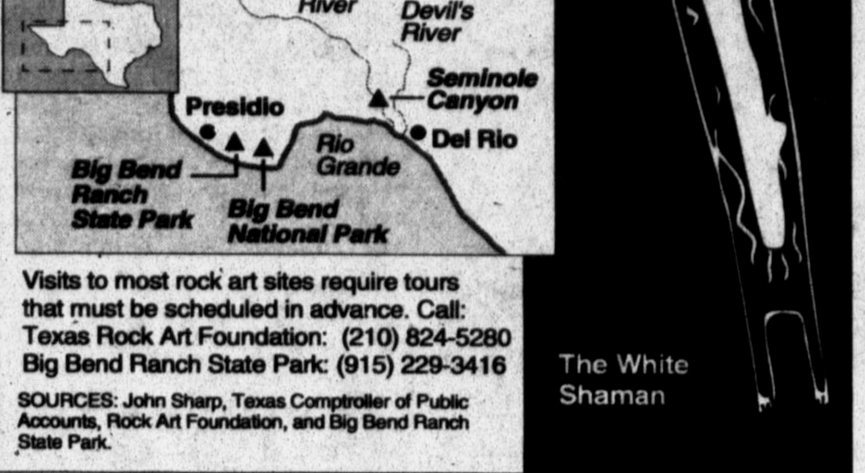 River
Devil's
River
Seminole
Canyon
Presidio
Del Rio
Rio
Grande
Big Bend
Ranch
State Park
Big Bend
National Park
Visits to most rock art sites require tours
that must be scheduled in advance. Call:
Texas Rock Art Foundation: (210) 824-5280
Big Bend Ranch State Park: (915) 229-3416
SOURCES: John Sharp, Texas Comptroller of Public
Accounts, Rock Art Foundation, and Big Bend Ranch
State Park.
The White
Shaman